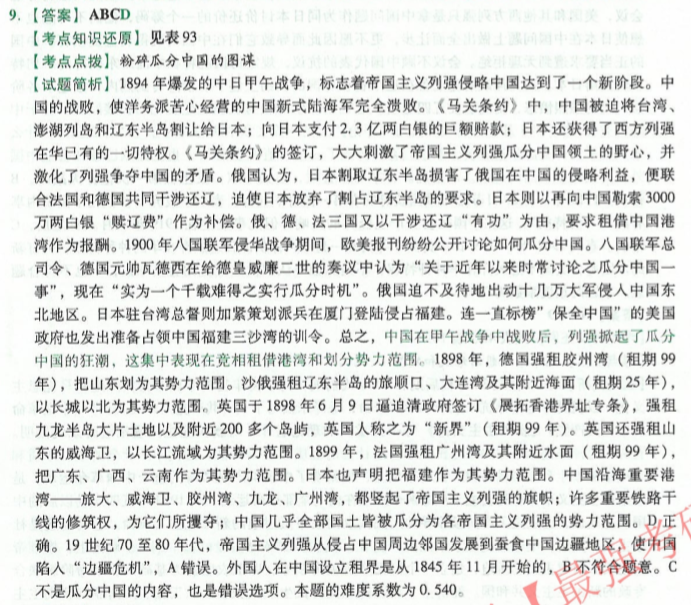 9.【答案】ABCD
【考点知识还原】见表93
【考点点拨】粉碎瓜分中国的图谋
【试题简析】1894年爆发的中日甲午战争，标志着帝国主义列强侵略中国达到了一个新阶段。中
国的战败，使洋务派苦心经营的中国新式陆海军完全溃败。《马关条约》中，中国被迫将台湾、
澎湖列岛和辽东半岛割让给日本；向日本支付2.3亿两白银的巨额赔款；日本还获得了西方列强
在华已有的一切特权。《马关条约》的签订，大大刺激了帝国主义列强瓜分中国领土的野心，并
激化了列强争夺中国的矛盾。俄国认为，日本割取辽东半岛损害了俄国在中国的侵略利益，便联
合法国和德国共同干涉还辽，迫使日本放弃了割占辽东半岛的要求。日本则以再向中国勒索3000
万两白银“赎辽费”作为补偿。俄、德、法三国又以干涉还辽“有功”为由，要求租借中国港
湾作为报酬。1900年八国联军侵华战争期间，欧美报刊纷纷公开讨论如何瓜分中国。八国联军总
司令、德国元帅瓦德西在给德皇威廉二世的奏议中认为“关于近年以来时常讨论之瓜分中国一
事”，现在“实为一个千载难得之实行瓜分时机”。俄国迫不及待地出动十几万大军侵入中国东
北地区。日本驻台湾总督则加紧策划派兵在厦门登陆侵占福建。连一直标榜”保全中国”的美国
政府也发出准备占领中国福建三沙湾的训令。总之，中国在甲午战争中战败后，列强掀起了瓜分
中国的狂潮，这集中表现在竞相租借港湾和划分势力范围。1898年，德国强租胶州湾（租期99
年），把山东划为其势力范围。沙俄强租辽东半岛的旅顺口、大连湾及其附近海面（租期25年），
以长城以北为其势力范围。英国于1898年6月9日逼迫清政府签订《展拓香港界址专条》，强租
九龙半岛大片土地以及附近200多个岛屿，英国人称之为“新界”（租期99年）。英国还强租山
东的威海卫，以长江流域为其势力范围。1899年，法国强租广州湾及其附近水面（租期99年），
把广东、广西、云南作为其势力范围。日本也声明把福建作为其势力范围。中国沿海重要港
湾——旅大、威海卫、胶州湾、九龙、广州湾，都竖起了帝国主义列强的旗帜；许多重要铁路干
线的修筑权，为它们所攫夺；中国几乎全部国土皆被瓜分为各帝国主义列强的势力范围。D正
确。19世纪70至80年代，帝国主义列强从侵占中国周边邻国发展到蚕食中国边疆地区，使中国
陷入“边疆危机”，A错误。外国人在中国设立租界是从1845年11月开始的，B不符合题意。C
不是瓜分中国的内容，也是错误选项。本题的难度系数为0.540。
【最强考研